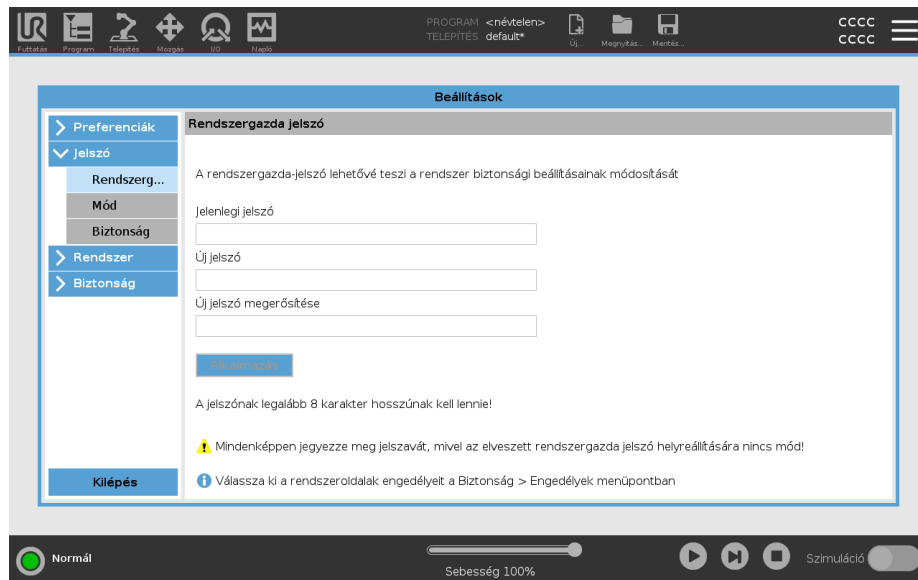 PROGRAM <névtelen>
TELEPÍTÉS default*
Futtatás Program Telepítés Mozgás I/O Napló Új... Megnyitás... Mentés...
CCCC
CCCC
Beállítások
Preferenciák
Jelszó
Rendszerg...
Mód
Biztonság
Rendszer
Biztonság
Kilépés
Rendszergazda jelszó
A rendszergazda-jelszó lehetővé teszi a rendszer biztonsági beállításainak módosítását
Jelenlegi jelszó
Új jelszó
Új jelszó megerősítése
Alkalmazás
A jelszónak legalább 8 karakter hosszúnak kell lennie!
Mindenképpen jegyezze meg jelszavát, mivel az elveszett rendszergazda jelszó helyreállítására nincs mód!
Válassza ki a rendszeroldalak engedélyeit a Biztonság > Engedélyek menüpontban
Normál
Sebesség 100%
Szimuláció